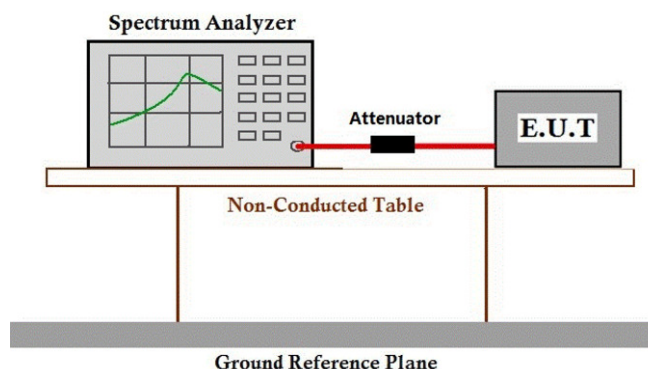 Spectrum Analyzer
Attenuator
E.U.T
Non-Conducted Table
Ground Reference Plane